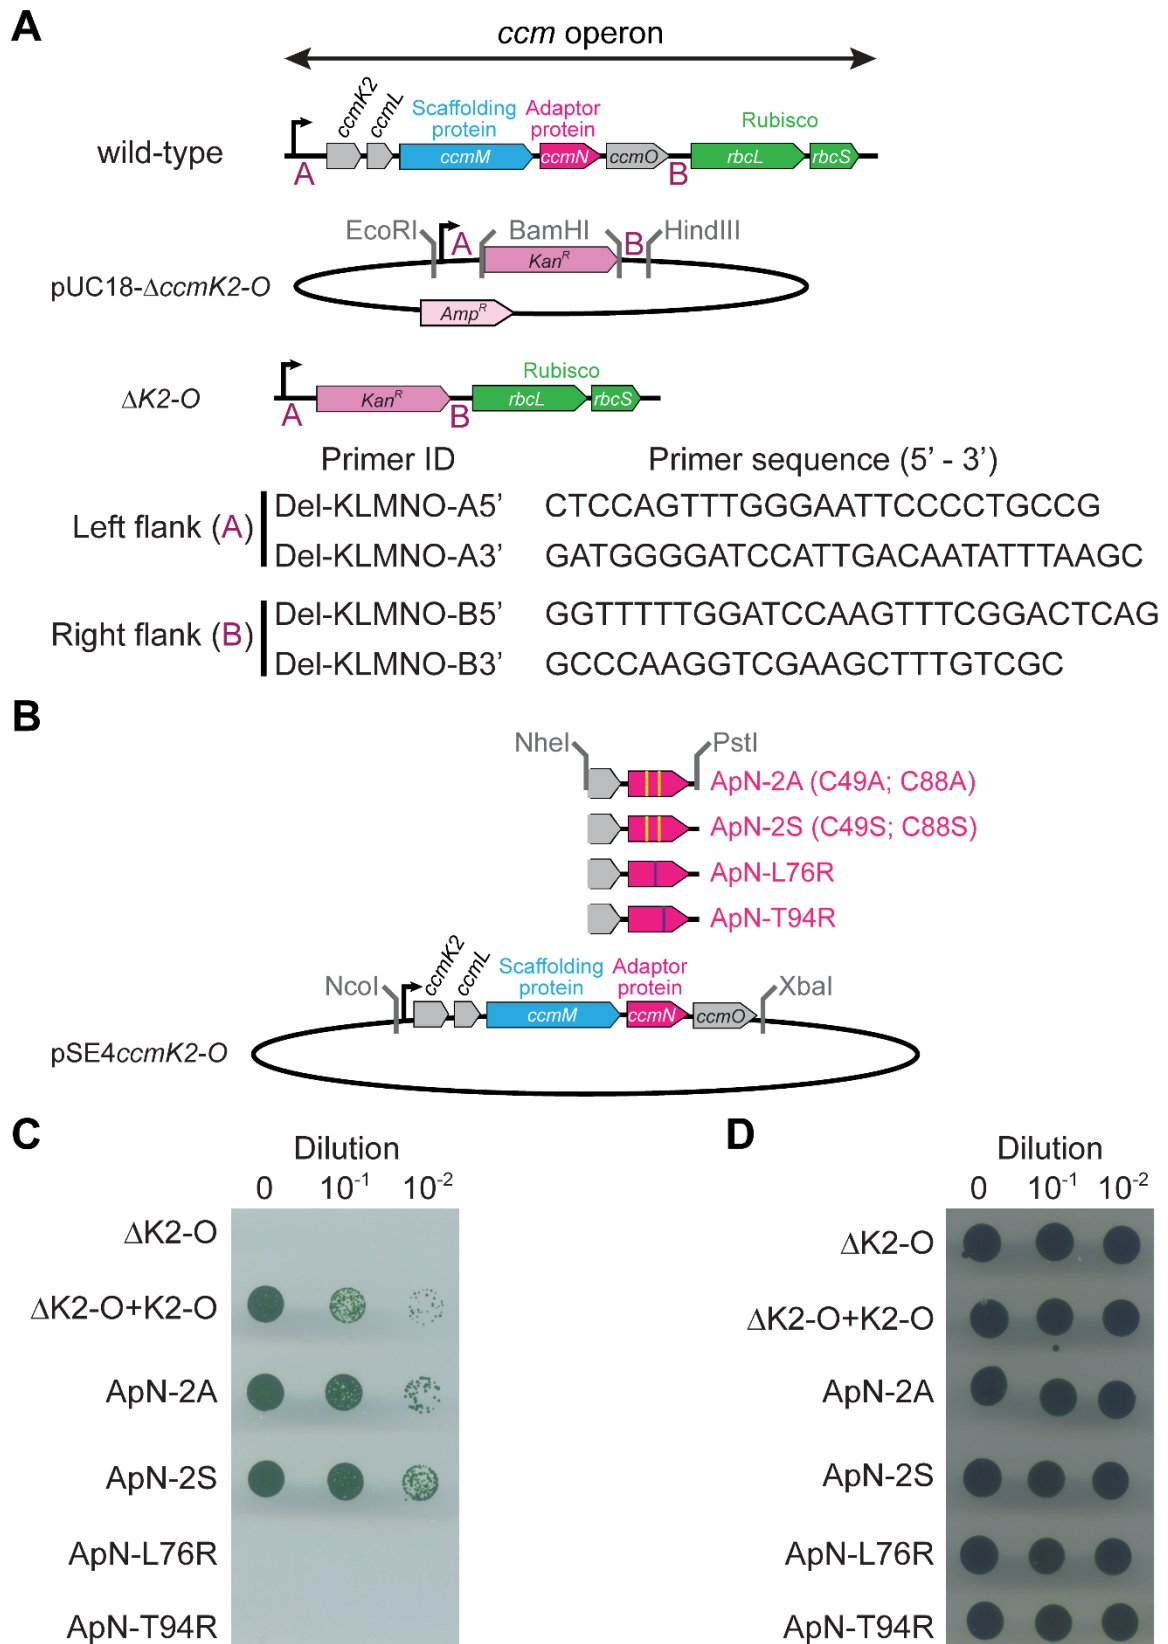 A
ccm operon
ccmK2
ccmL
Scaffolding protein
Adaptor protein
Rubisco
wild-type
ccmM
ccmN
ccmO
rbcL
rbcS
A
B
EcoRI
A
BamHI
B
HindIII
Kan^R
pUC18-ΔccmK2-O
Amp^R
Rubisco
ΔK2-O
Kan^R
rbcL
rbcS
A
B
Primer ID
Primer sequence (5’ - 3’)
Left flank (A)
Del-KLMNO-A5’ CTCCAGTTTGGGAATTCCCCTGCCG
Del-KLMNO-A3’ GATGGGGATCCATTGACAATATTTAAGC
Right flank (B)
Del-KLMNO-B5’ GGTTTTTGGATCCAAGTTTCGGACTCAG
Del-KLMNO-B3’ GCCCAAGGTCGAAGCTTTGTCGC
B
NheI
PstI
ApN-2A (C49A; C88A)
ApN-2S (C49S; C88S)
ApN-L76R
ApN-T94R
ccmK2
ccmL
Scaffolding protein
Adaptor protein
NcoI
XbaI
ccmM
ccmN
ccmO
pSE4ccmK2-O
C
Dilution
0 10^-1 10^-2
ΔK2-O
ΔK2-O+K2-O
ApN-2A
ApN-2S
ApN-L76R
ApN-T94R
D
Dilution
0 10^-1 10^-2
ΔK2-O
ΔK2-O+K2-O
ApN-2A
ApN-2S
ApN-L76R
ApN-T94R